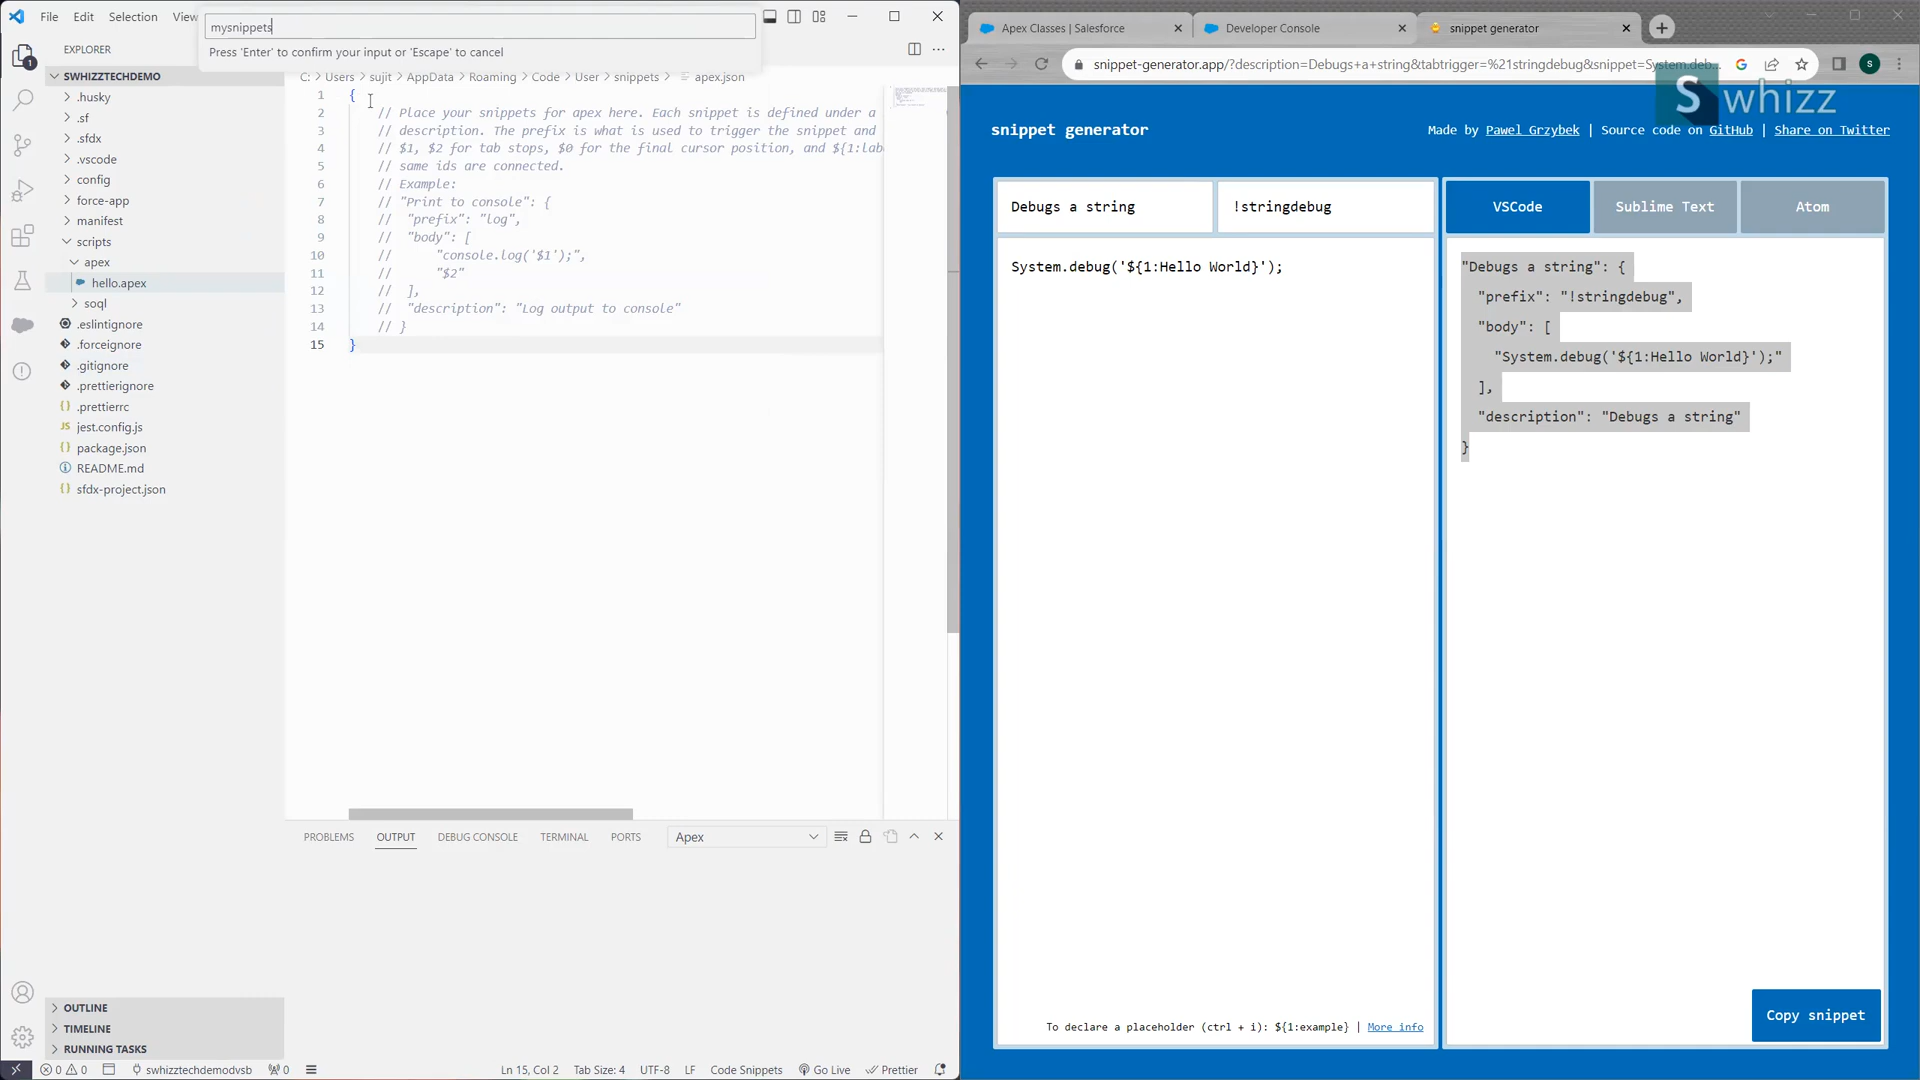 File Edit Selection View
mysnippets
Press 'Enter' to confirm your input or 'Escape' to cancel
EXPLORER
SWHIZZTECHDEMO
.husky
.sf
.sfdx
.vscode
config
force-app
manifest
scripts
apex
hello.apex
soql
.eslintignore
.forceignore
.gitignore
.prettierignore
.prettierrc
JS jest.config.js
package.json
README.md
sfdx-project.json
OUTLINE
TIMELINE
RUNNING TASKS
C: > Users > sujit > AppData > Roaming > Code > User > snippets > apex.json
1 {
2 // Place your snippets for apex here. Each snippet is defined under a
3 // description. The prefix is what is used to trigger the snippet and
4 // $1, $2 for tab stops, $0 for the final cursor position, and ${1:lab
5 // same ids are connected.
6 // Example:
7 // "Print to console": {
8 // "prefix": "log",
9 // "body": [
10 // "console.log('$1');",
11 // "$2"
12 // ],
13 // "description": "Log output to console"
14 // }
15 }
PROBLEMS OUTPUT DEBUG CONSOLE TERMINAL PORTS Apex
0 0 swhizztechdemodvsb 0 Ln 15, Col 2 Tab Size: 4 UTF-8 LF Code Snippets Go Live Prettier
Apex Classes | Salesforce Developer Console snippet generator
snippet-generator.app/?description=Debugs+a+string&tabtrigger=%21stringdebug&snippet=System.deb...
S
Swhizz
snippet generator
Made by Pawel Grzybek | Source code on GitHub | Share on Twitter
Debugs a string !stringdebug
System.debug('${1:Hello World}');
To declare a placeholder (ctrl + i): ${1:example} | More info
VSCode Sublime Text Atom
"Debugs a string": {
"prefix": "!stringdebug",
"body": [
"System.debug('${1:Hello World}');"
],
"description": "Debugs a string"
}
Copy snippet